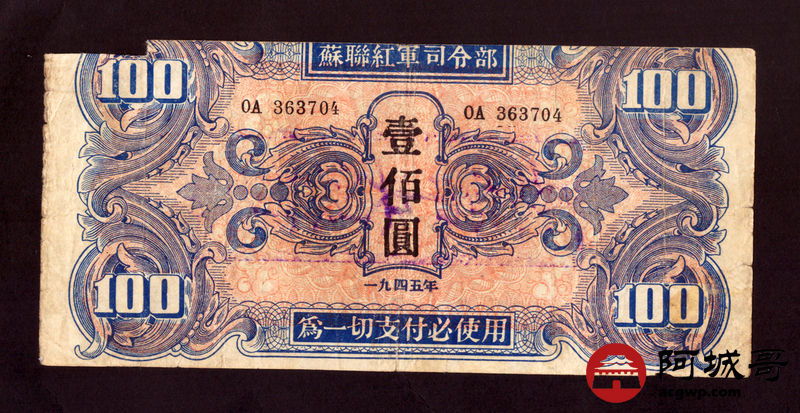 蘇聯紅軍司令部
100 100
OA 363704 OA 363704
壹佰圓
一九四五年
100 100
爲一切支付必使用
阿城哥
acgwp.com